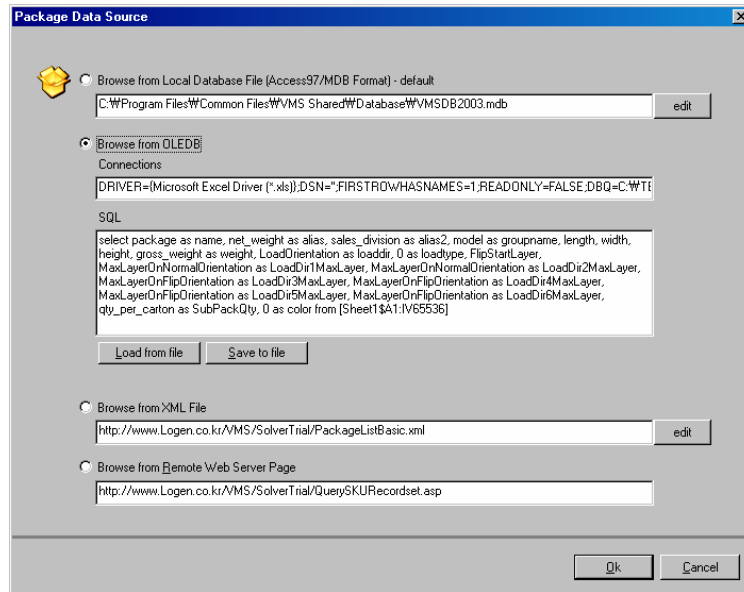 Package Data Source
Browse from Local Database File (Access97/MDB Format) - default
C:₩Program Files₩Common Files₩VMS Shared₩Database₩VMSDB2003.mdb
edit
Browse from OLEDB
Connections
DRIVER={Microsoft Excel Driver (*.xls)};DSN='';FIRSTROWHASNAMES=1;READONLY=FALSE;DBQ=C:₩TE
SQL
select package as name, net_weight as alias, sales_division as alias2, model as groupname, length, width,
height, gross_weight as weight, LoadOrientation as loaddir, 0 as loadtype, FlipStartLayer,
MaxLayerOnNormalOrientation as LoadDir1MaxLayer, MaxLayerOnNormalOrientation as LoadDir2MaxLayer,
MaxLayerOnFlipOrientation as LoadDir3MaxLayer, MaxLayerOnFlipOrientation as LoadDir4MaxLayer,
MaxLayerOnFlipOrientation as LoadDir5MaxLayer, MaxLayerOnFlipOrientation as LoadDir6MaxLayer,
qty_per_carton as SubPackQty, 0 as color from [Sheet1$A1:IV65536]
Load from file
Save to file
Browse from XML File
http://www.Logen.co.kr/VMS/SolverTrial/PackageListBasic.xml
edit
Browse from Remote Web Server Page
http://www.Logen.co.kr/VMS/SolverTrial/QuerySKURecordset.asp
Ok
Cancel